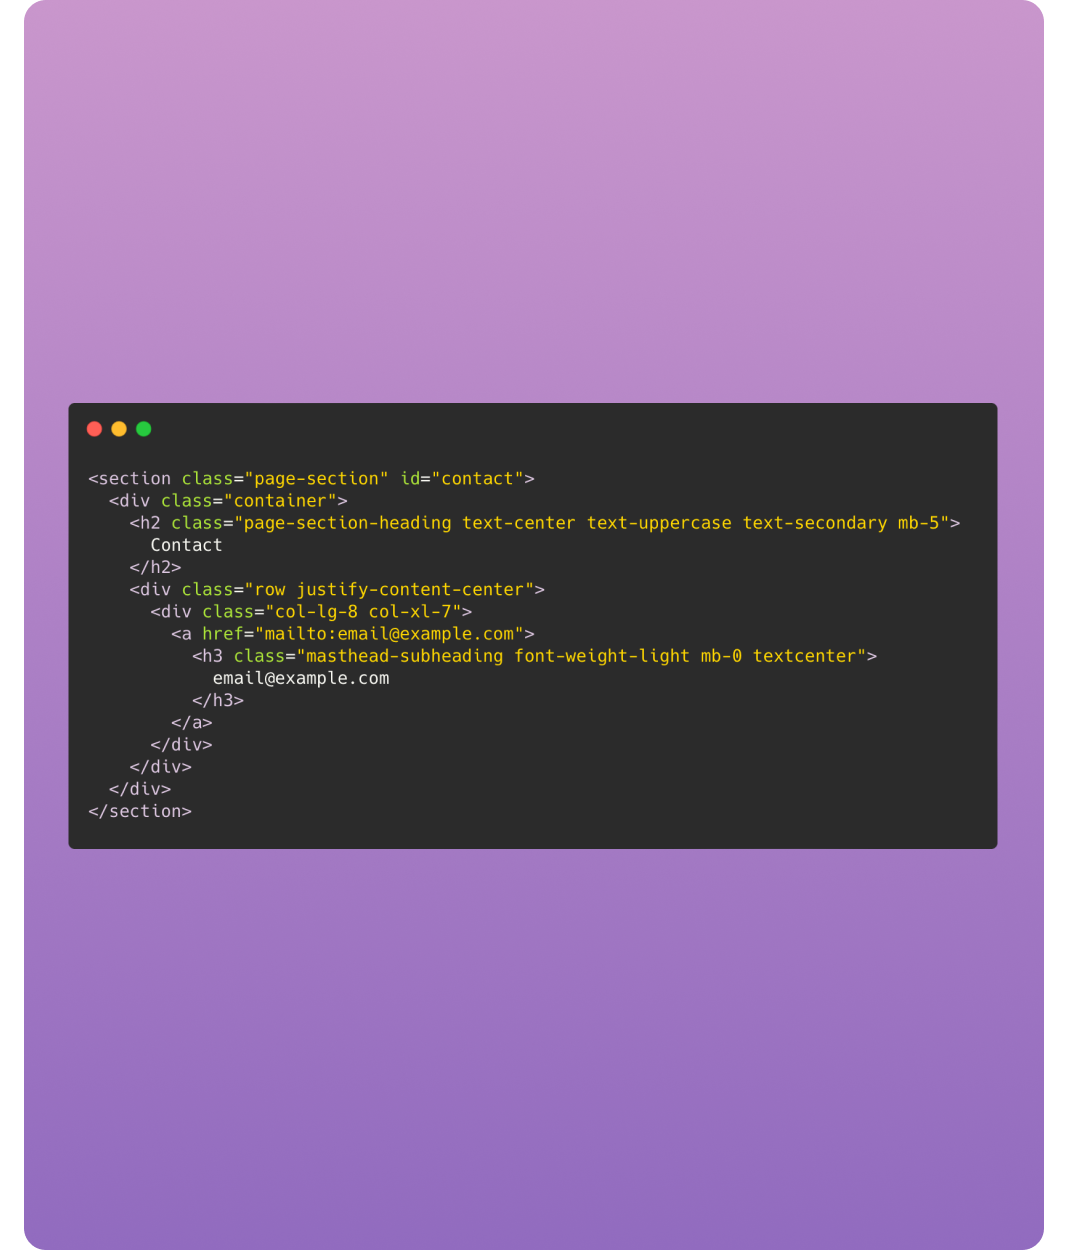 <section class="page-section" id="contact">
  <div class="container">
    <h2 class="page-section-heading text-center text-uppercase text-secondary mb-5">
      Contact
    </h2>
    <div class="row justify-content-center">
      <div class="col-lg-8 col-xl-7">
        <a href="mailto:email@example.com">
          <h3 class="masthead-subheading font-weight-light mb-0 textcenter">
            email@example.com
          </h3>
        </a>
      </div>
    </div>
  </div>
</section>